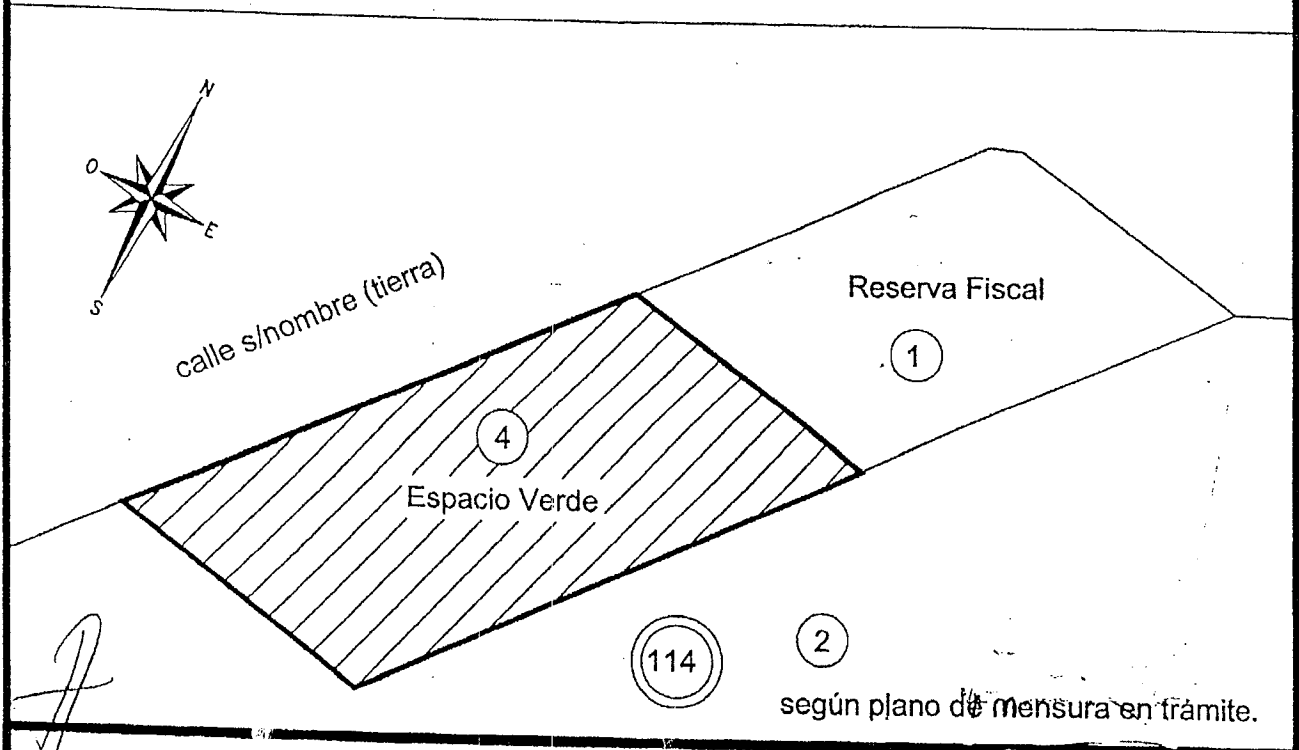 N
O
E
S
calle s/nombre (tierra)
Reserva Fiscal
1
4
Espacio Verde
114
2
según plano de mensura en trámite.